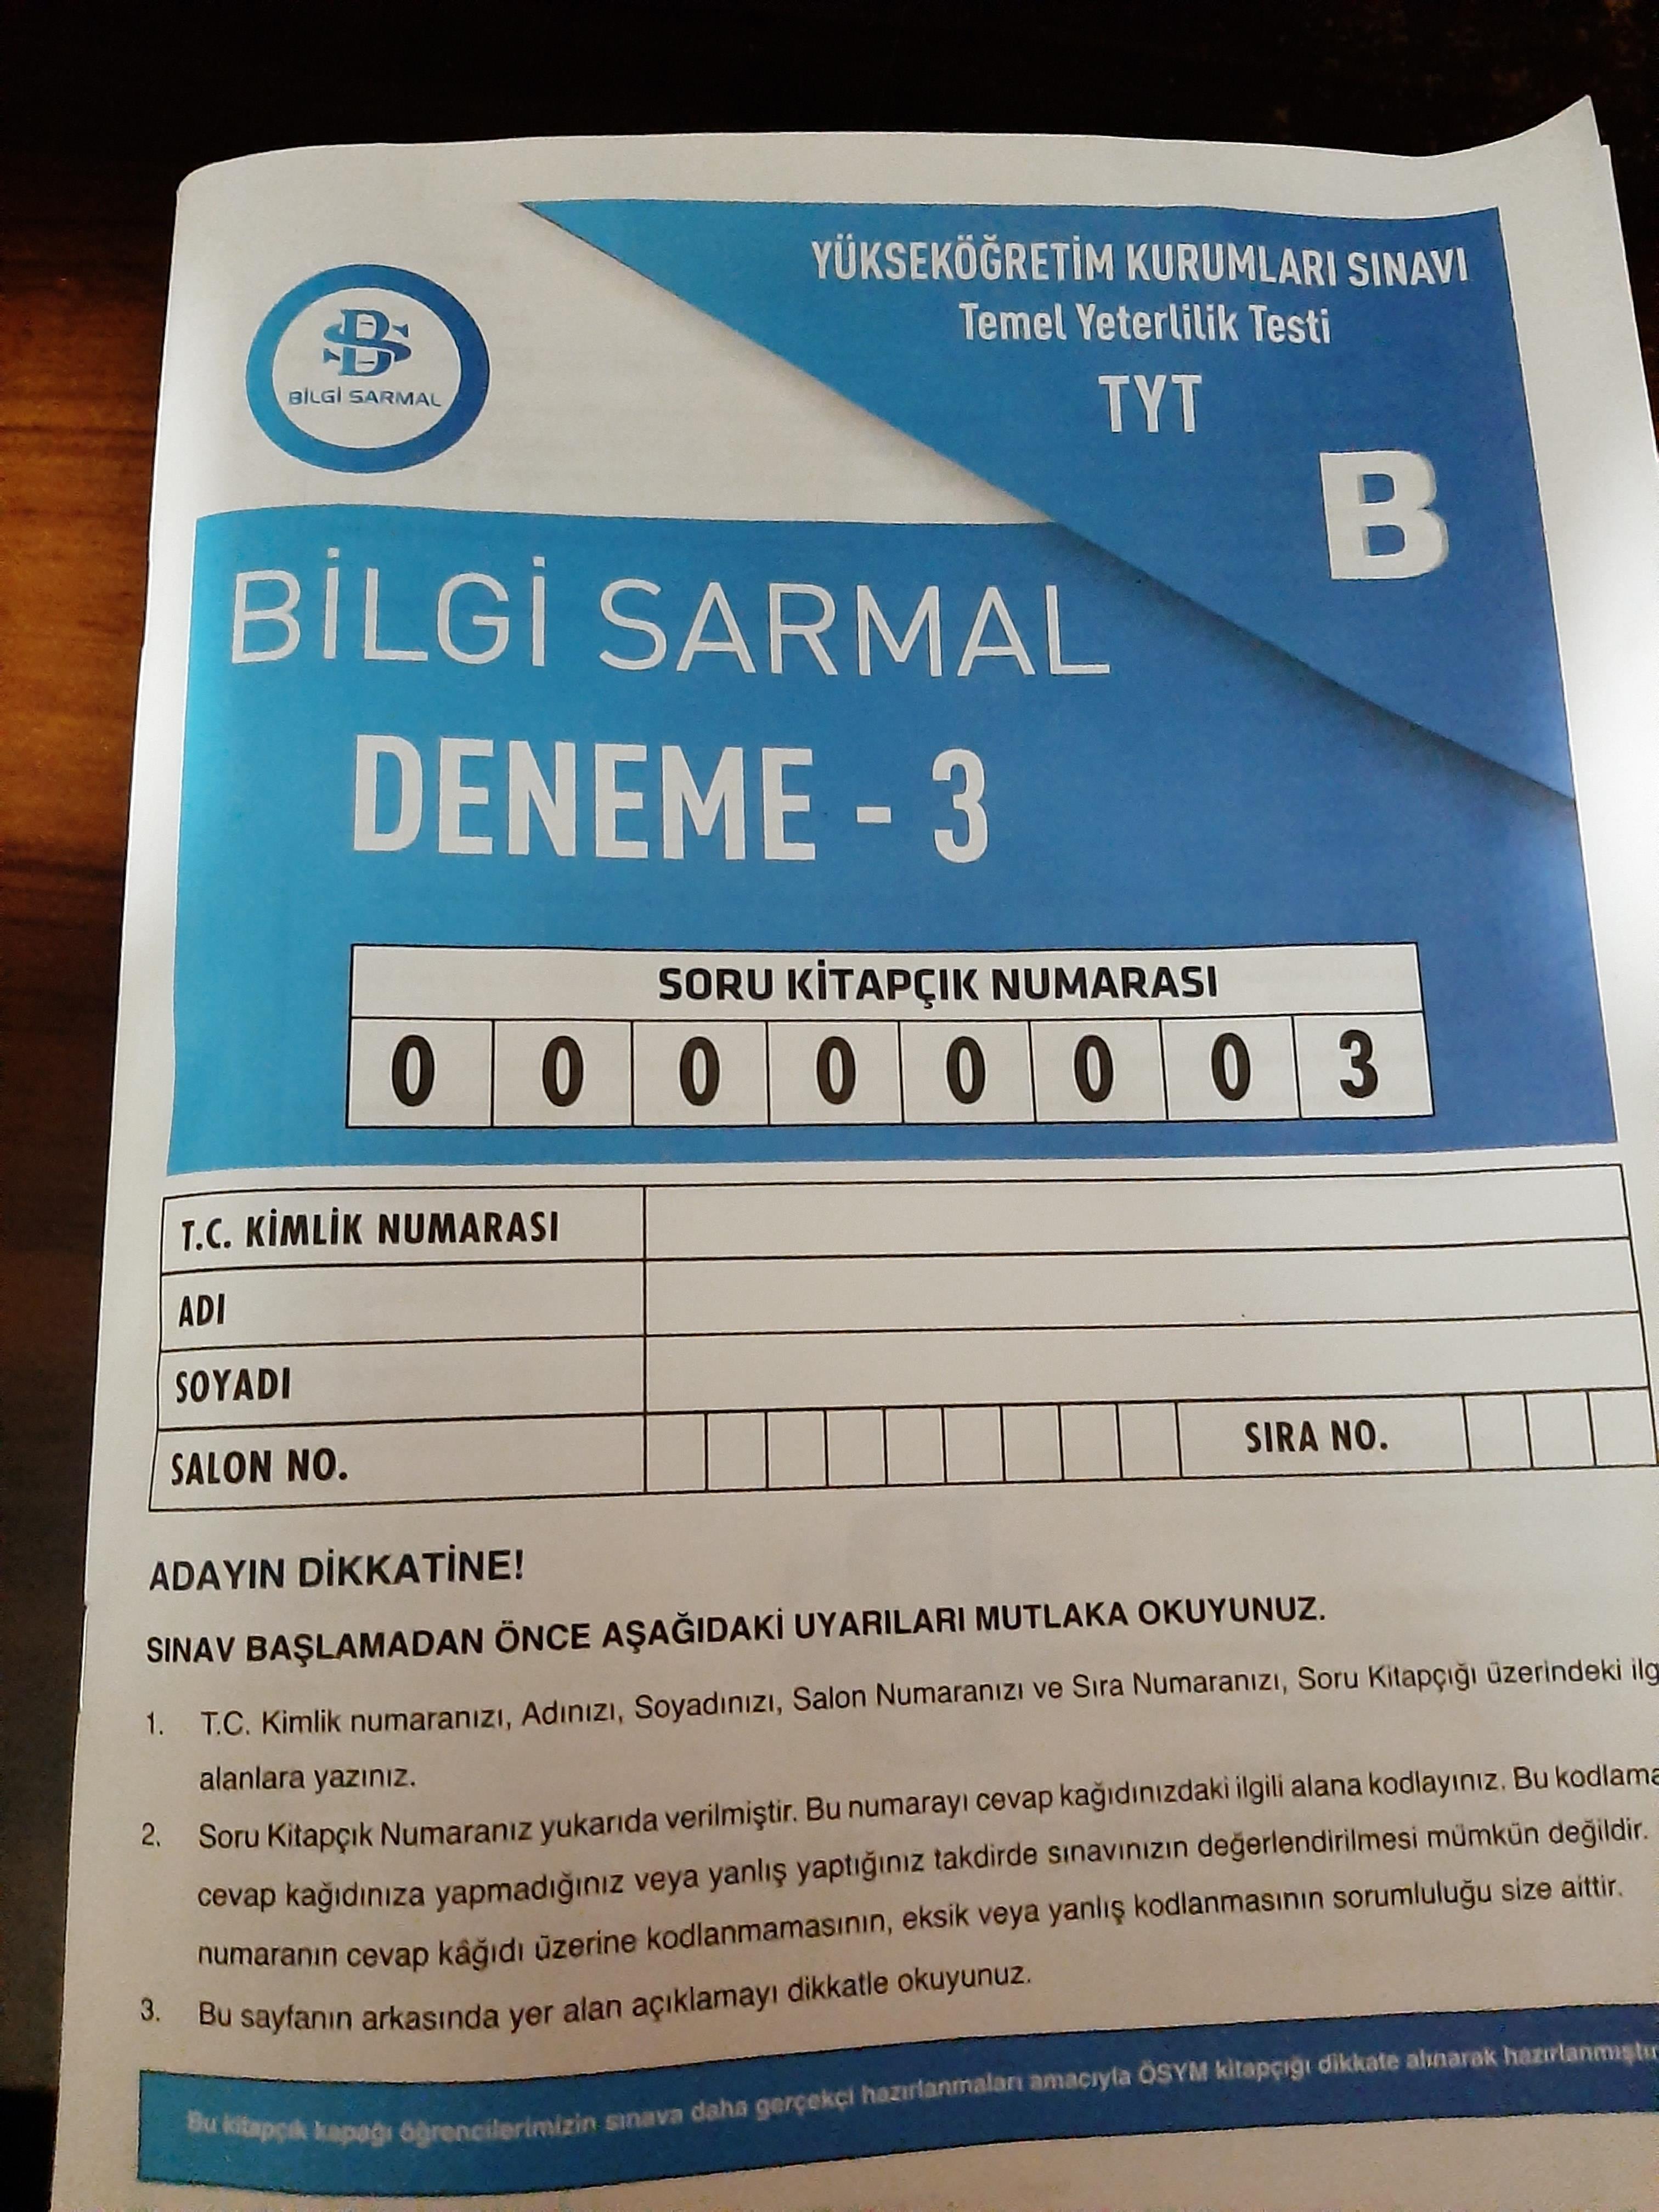 YÜKSEKÖĞRETİM KURUMLARI SINAVI
Temel Yeterlilik Testi
TYT
B
BS
BİLGİ SARMAL
BİLGİ SARMAL
DENEME - 3
SORU KİTAPÇIK NUMARASI
0 0 0 0 0 0 0 3
T.C. KİMLİK NUMARASI
ADI
SOYADI
SALON NO. SIRA NO.
ADAYIN DİKKATİNE!
SINAV BAŞLAMADAN ÖNCE AŞAĞIDAKİ UYARILARI MUTLAKA OKUYUNUZ.
1. T.C. Kimlik numaranızı, Adınızı, Soyadınızı, Salon Numaranızı ve Sıra Numaranızı, Soru Kitapçığı üzerindeki ilg
alanlara yazınız.
2. Soru Kitapçık Numaranız yukarıda verilmiştir. Bu numarayı cevap kağıdınızdaki ilgili alana kodlayınız. Bu kodlama
cevap kağıdınıza yapmadığınız veya yanlış yaptığınız takdirde sınavınızın değerlendirilmesi mümkün değildir.
numaranın cevap kâğıdı üzerine kodlanmamasının, eksik veya yanlış kodlanmasının sorumluluğu size aittir.
3. Bu sayfanın arkasında yer alan açıklamayı dikkatle okuyunuz.
Bu kitapçık kapağı öğrencilerimizin sınava daha gerçekçi hazırlanmaları amacıyla ÖSYM kitapçığı dikkate alınarak hazırlanmıştır